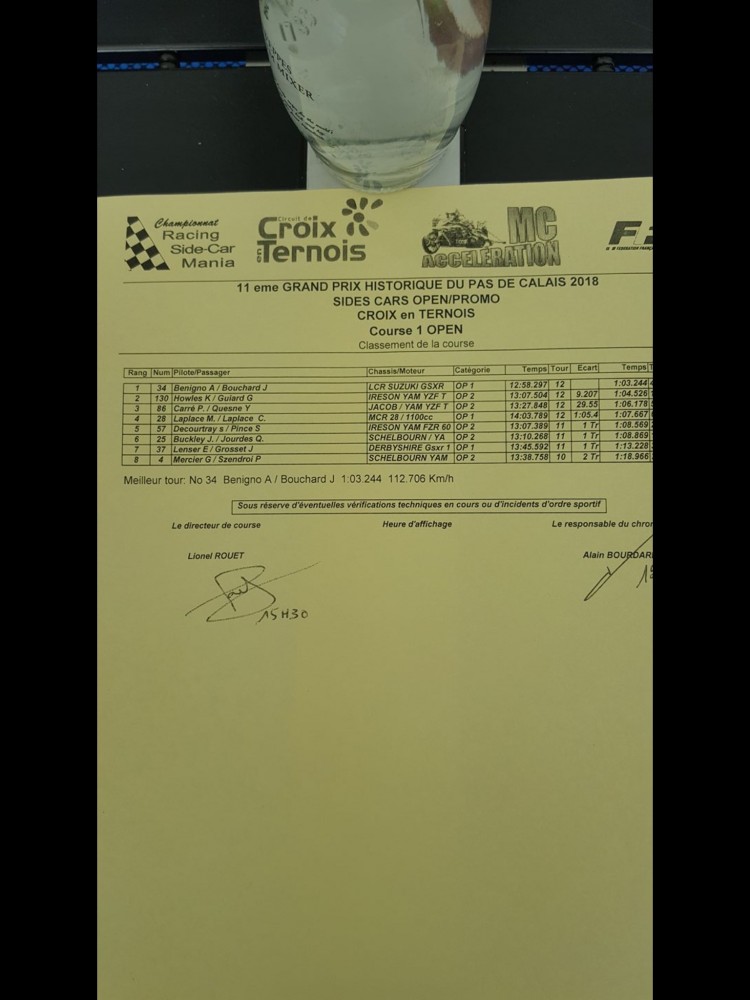 MIXER
Championnat
Racing
Side-Car
Mania
Circuit de
Croix
en
Ternois
MC
ACCELERATION
11 eme GRAND PRIX HISTORIQUE DU PAS DE CALAIS 2018
SIDES CARS OPEN/PROMO
CROIX en TERNOIS
Course 1 OPEN
Classement de la course
Rang Num Pilote/Passager Chassis/Moteur Catégorie Temps Tour Ecart Temps
1 34 Benigno A / Bouchard J LCR SUZUKI GSXR OP 1 12:58.297 12 1:03.244
2 130 Howles K / Guiard G IRESON YAM YZF T OP 2 13:07.504 12 9.207 1:04.526
3 86 Carré P. / Quesne Y JACOB / YAM YZF T OP 2 13:27.848 12 29.55 1:06.178
4 28 Laplace M. / Laplace C. MCR 28 / 1100cc OP 1 14:03.789 12 1:05.4 1:07.667
5 57 Decourtray s / Pince S IRESON YAM FZR 60 OP 2 13:07.389 11 1 Tr 1:08.569
6 25 Buckley J. / Jourdes Q. SCHELBOURN / YA OP 2 13:10.268 11 1 Tr 1:08.869
7 37 Lenser E / Grosset J DERBYSHIRE Gsxr 1 OP 1 13:45.592 11 1 Tr 1:13.228
8 4 Mercier G / Szendroi P SCHELBOURN YAM OP 2 13:38.758 10 2 Tr 1:18.966
Meilleur tour: No 34 Benigno A / Bouchard J 1:03.244 112.706 Km/h
Sous réserve d'éventuelles vérifications techniques en cours ou d'incidents d'ordre sportif
Le directeur de course Heure d'affichage Le responsable du chron
Lionel ROUET Alain BOURDAR
15H30